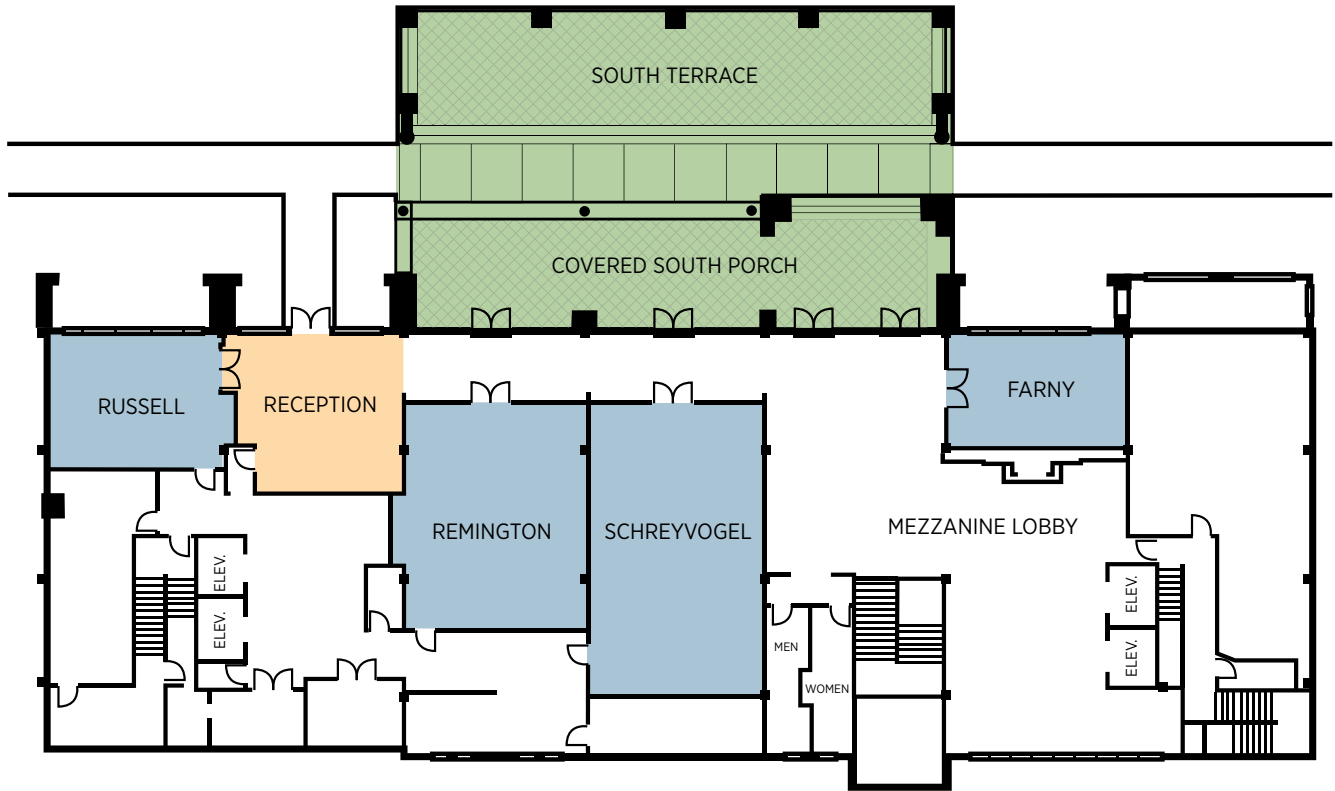 SOUTH TERRACE
COVERED SOUTH PORCH
RUSSELL
RECEPTION
FARNY
REMINGTON
SCHREYVOGEL
MEZZANINE LOBBY
ELEV.
ELEV.
ELEV.
ELEV.
MEN
WOMEN